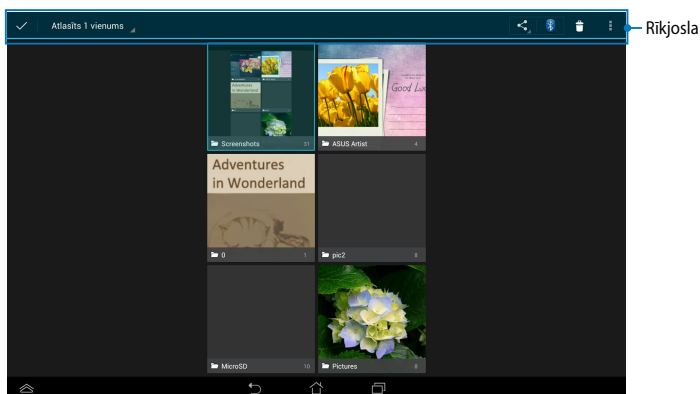 Atlasīts 1 vienums
Rīkjosla
Good Luc
Screenshots 31
ASUS Artist 4
Adventures
in Wonderland
0 1
pic2 8
MicroSD 10
Pictures 8